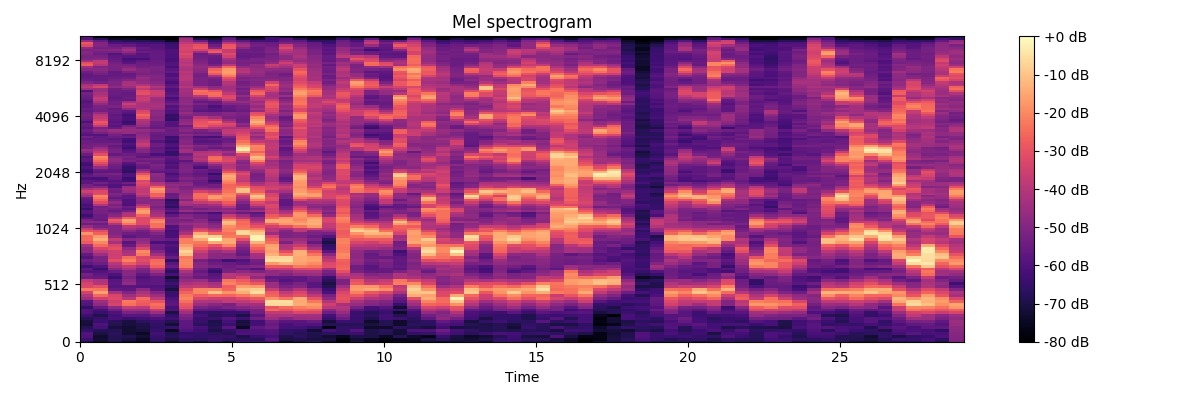 Mel spectrogram
8192
4096
2048
1024
512
0
Hz
0 5 10 15 20 25
Time
+0 dB
-10 dB
-20 dB
-30 dB
-40 dB
-50 dB
-60 dB
-70 dB
-80 dB